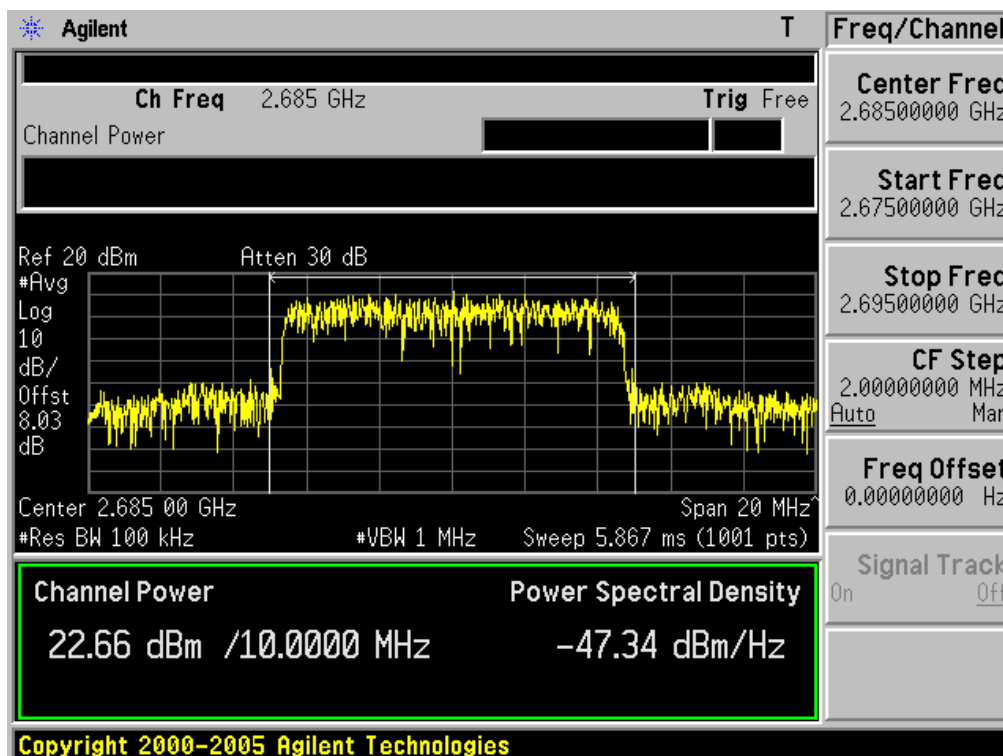 Agilent T
Freq/Channel
Ch Freq 2.685 GHz Trig Free
Channel Power
Center Freq
2.68500000 GHz
Start Freq
2.67500000 GHz
Stop Freq
2.69500000 GHz
CF Step
2.00000000 MHz
Auto Man
Freq Offset
0.00000000 Hz
Signal Track
On Off
Ref 20 dBm Atten 30 dB
#Avg
Log
10
dB/
Offst
8.03
dB
Center 2.685 00 GHz Span 20 MHz^
#Res BW 100 kHz #VBW 1 MHz Sweep 5.867 ms (1001 pts)
Channel Power Power Spectral Density
22.66 dBm /10.0000 MHz -47.34 dBm/Hz
Copyright 2000-2005 Agilent Technologies